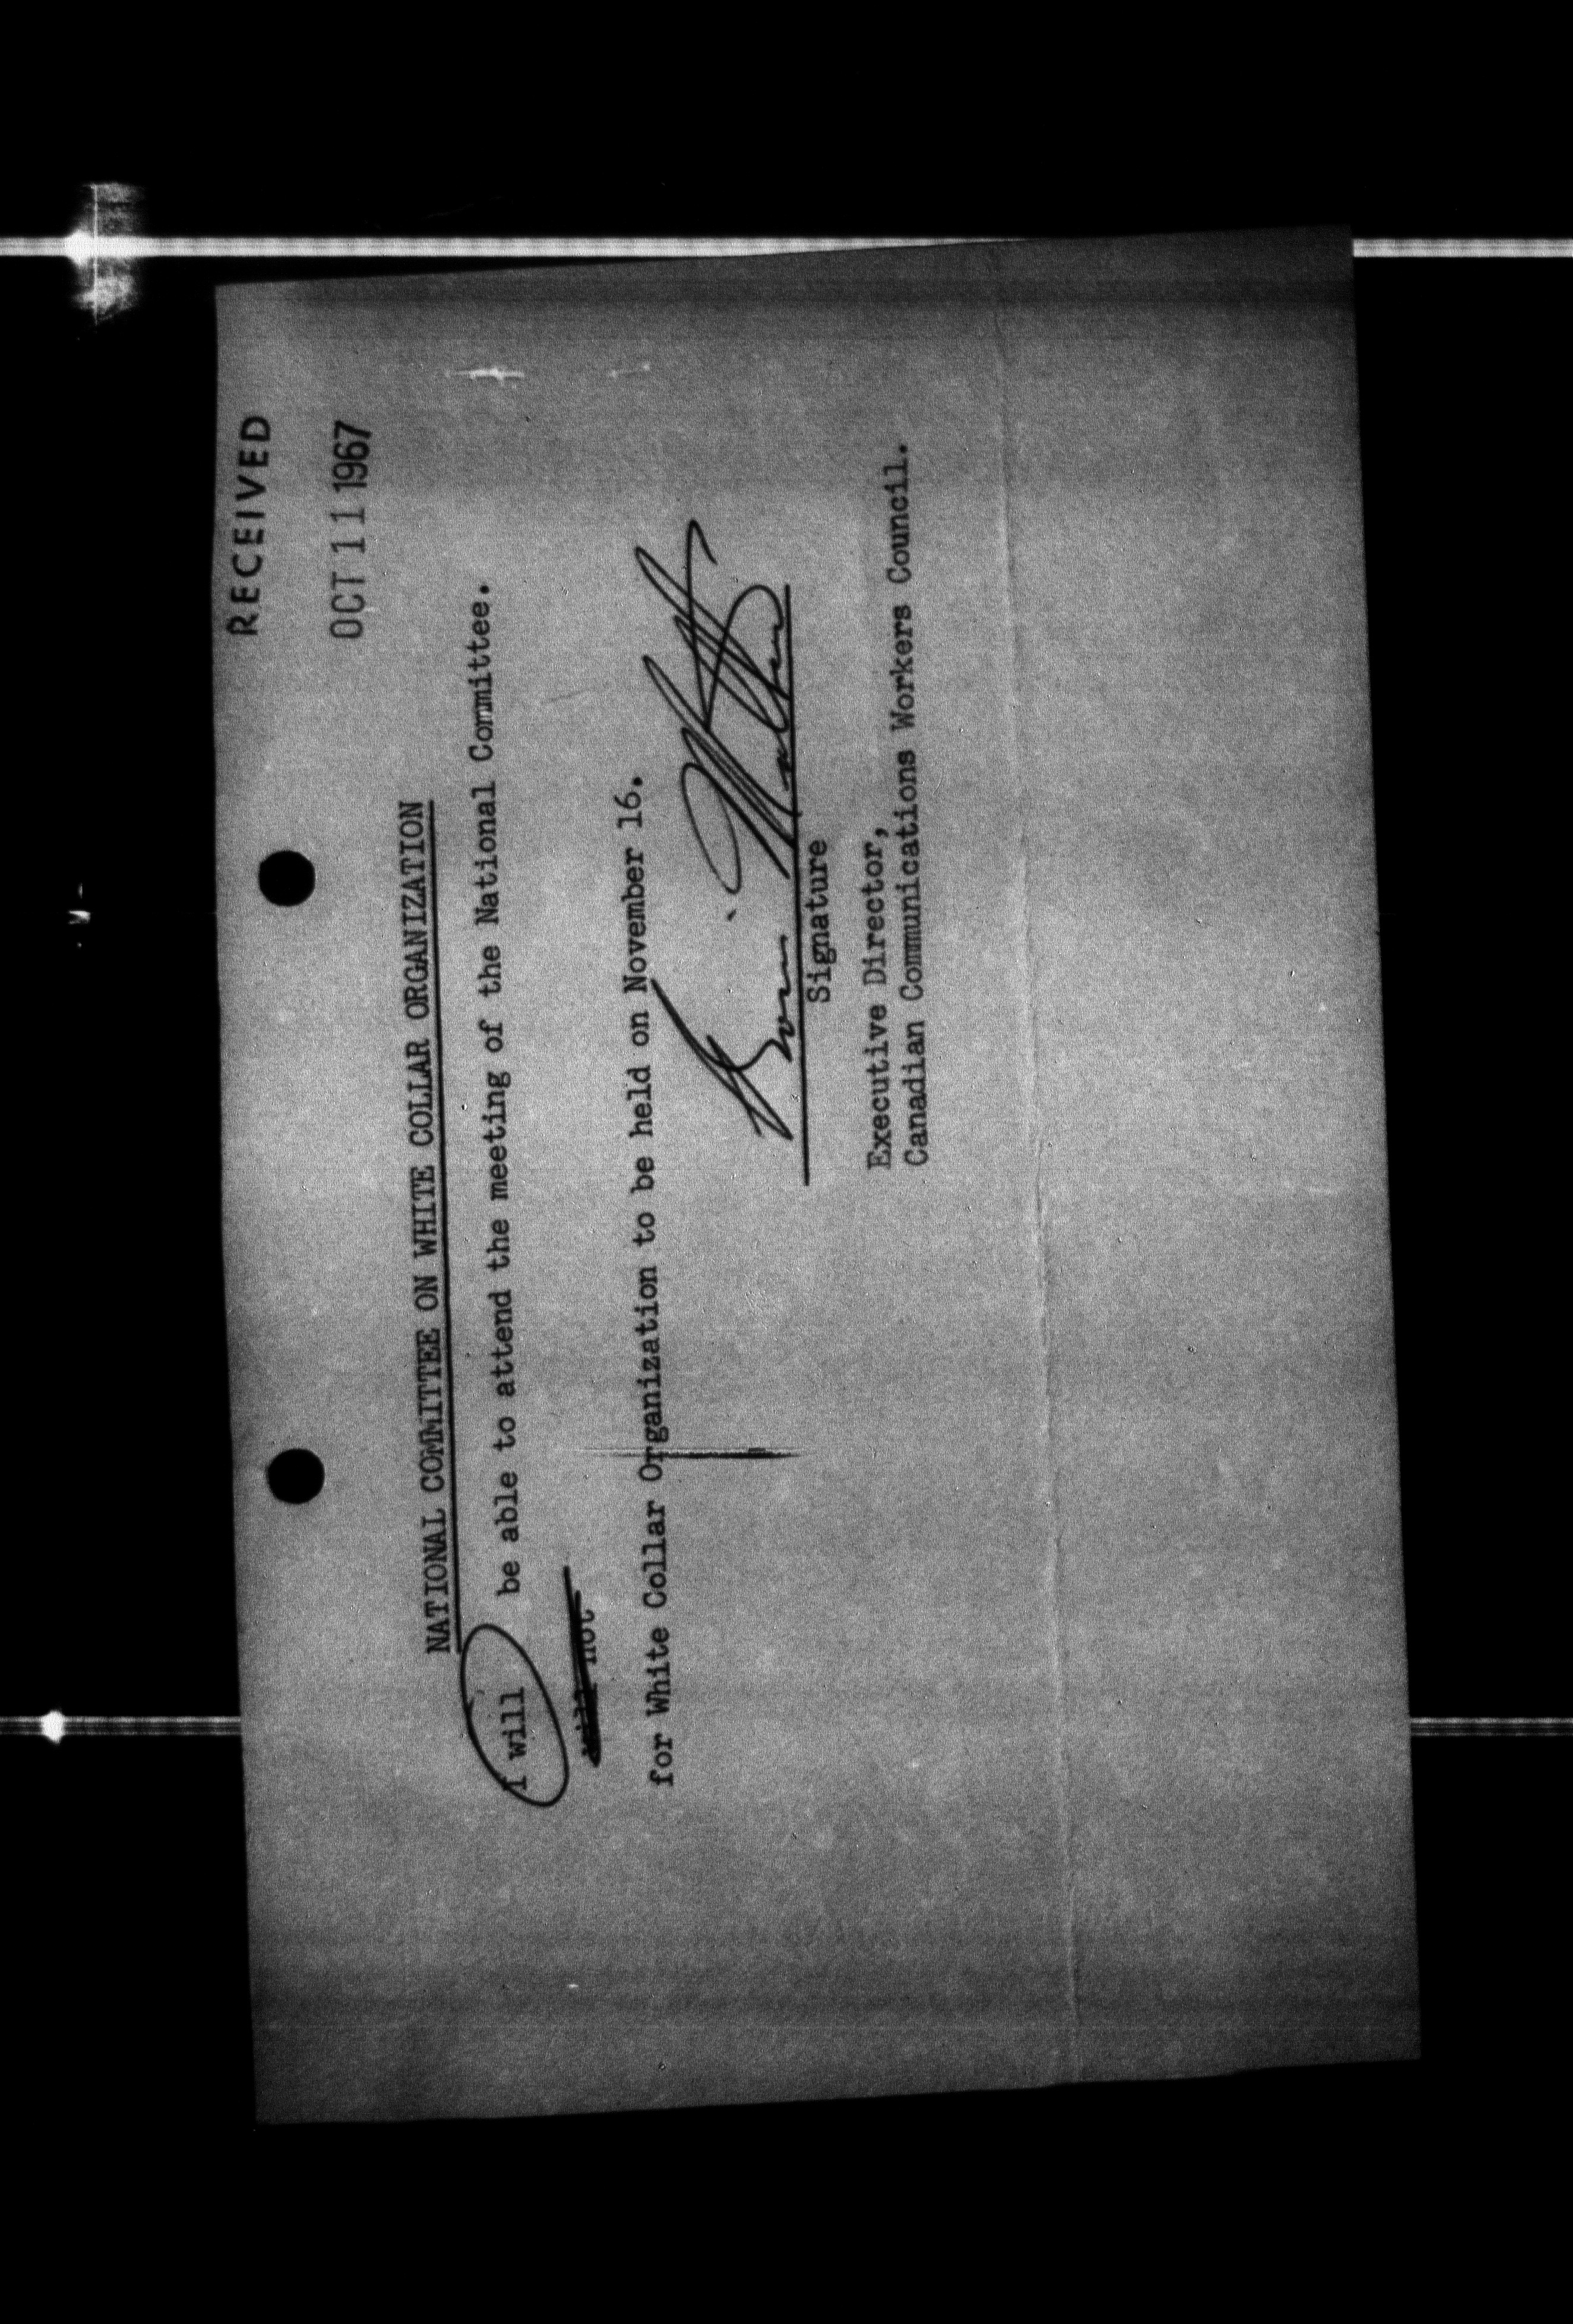 RECEIVED
OCT 11 1967
NATIONAL COMMITTEE ON WHITE COLLAR ORGANIZATION
I will be able to attend the meeting of the National Committee.
will not
for White Collar Organization to be held on November 16.
Signature
Executive Director,
Canadian Communications Workers Council.